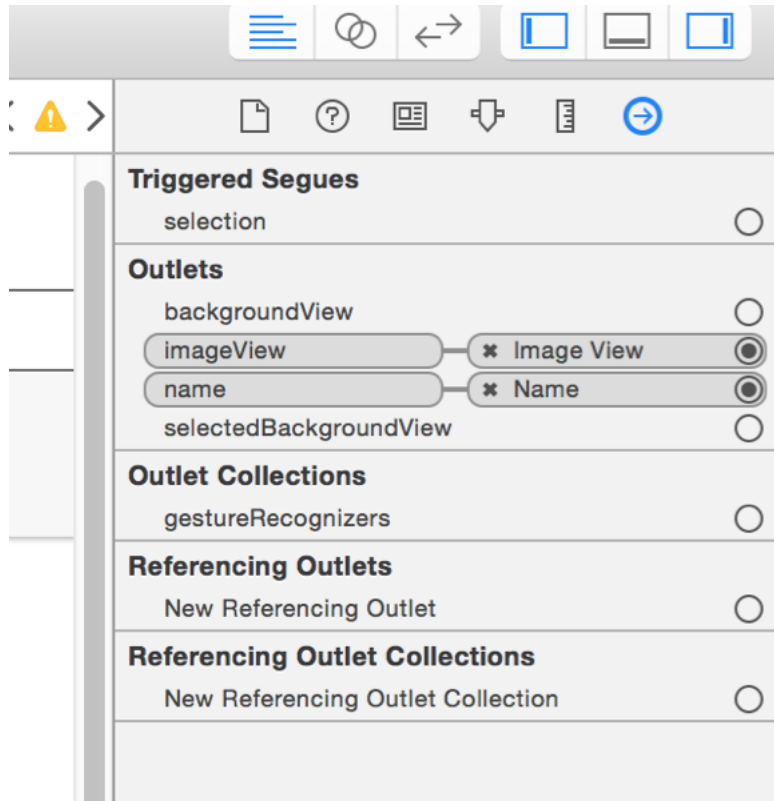 Triggered Segues
selection
Outlets
backgroundView
imageView Image View
name Name
selectedBackgroundView
Outlet Collections
gestureRecognizers
Referencing Outlets
New Referencing Outlet
Referencing Outlet Collections
New Referencing Outlet Collection